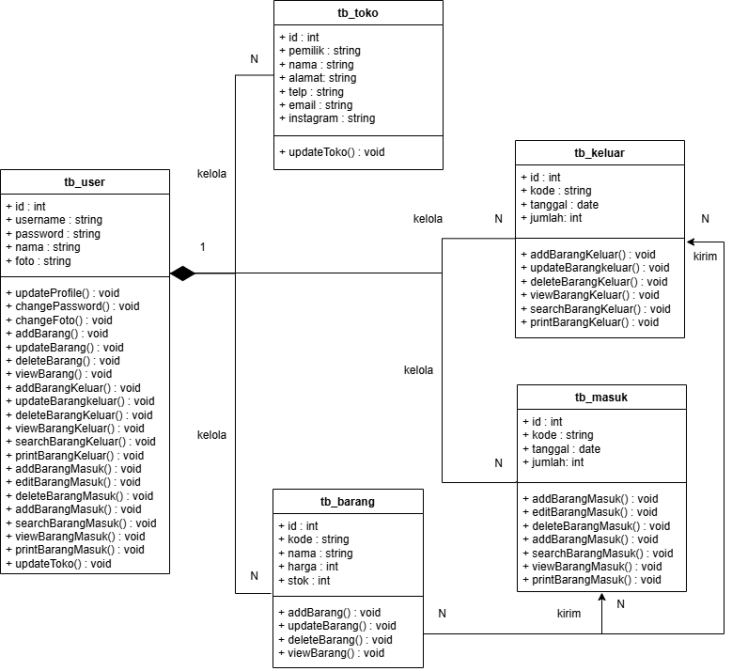 tb_toko
+ id : int
+ pemilik : string
+ nama : string
+ alamat: string
+ telp : string
+ email : string
+ instagram : string
+ updateToko() : void
N
kelola
tb_user
+ id : int
+ username : string
+ password : string
+ nama : string
+ foto : string
+ updateProfile() : void
+ changePassword() : void
+ changeFoto() : void
+ addBarang() : void
+ updateBarang() : void
+ deleteBarang() : void
+ viewBarang() : void
+ addBarangKeluar() : void
+ updateBarangkeluar() : void
+ deleteBarangKeluar() : void
+ viewBarangKeluar() : void
+ searchBarangKeluar() : void
+ printBarangKeluar() : void
+ addBarangMasuk() : void
+ editBarangMasuk() : void
+ deleteBarangMasuk() : void
+ addBarangMasuk() : void
+ searchBarangMasuk() : void
+ viewBarangMasuk() : void
+ printBarangMasuk() : void
+ updateToko() : void
1
kelola
N
tb_keluar
+ id : int
+ kode : string
+ tanggal : date
+ jumlah: int
+ addBarangKeluar() : void
+ updateBarangkeluar() : void
+ deleteBarangKeluar() : void
+ viewBarangKeluar() : void
+ searchBarangKeluar() : void
+ printBarangKeluar() : void
N
kirim
kelola
N
tb_masuk
+ id : int
+ kode : string
+ tanggal : date
+ jumlah: int
+ addBarangMasuk() : void
+ editBarangMasuk() : void
+ deleteBarangMasuk() : void
+ addBarangMasuk() : void
+ searchBarangMasuk() : void
+ viewBarangMasuk() : void
+ printBarangMasuk() : void
kelola
N
tb_barang
+ id : int
+ kode : string
+ nama : string
+ harga : int
+ stok : int
+ addBarang() : void
+ updateBarang() : void
+ deleteBarang() : void
+ viewBarang() : void
N
kirim
N